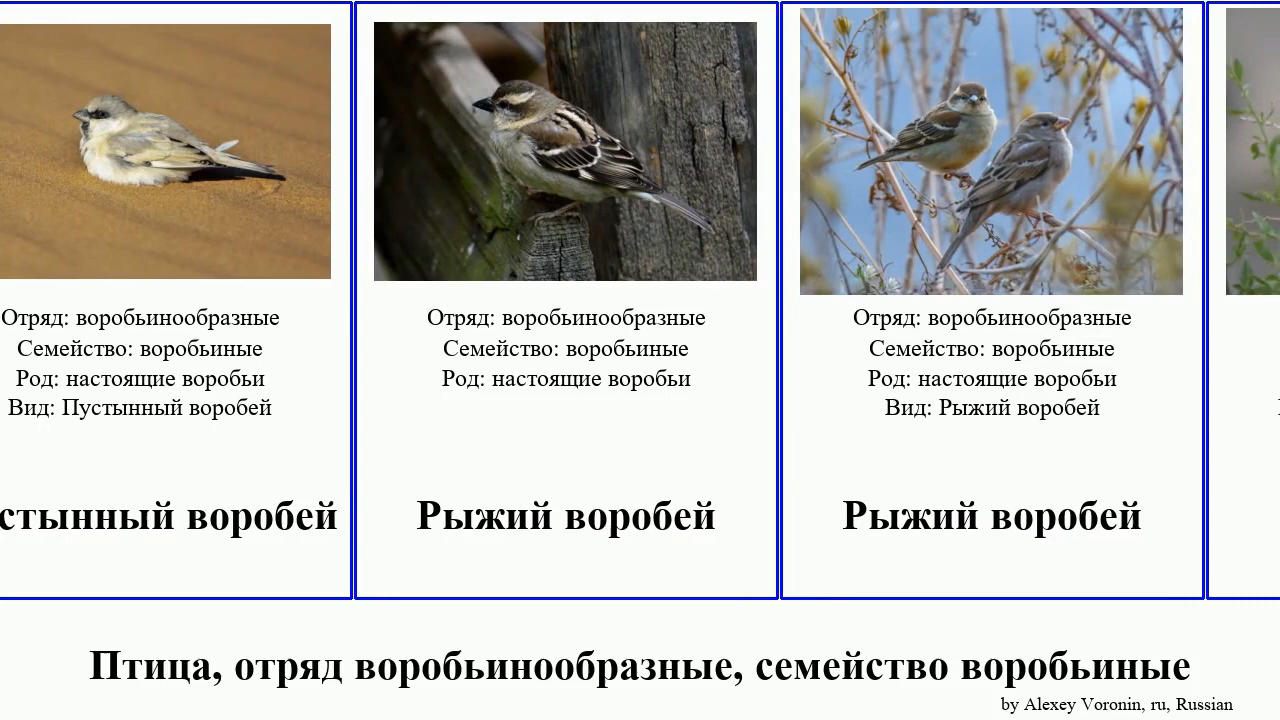 Отряд: воробьинообразные
Семейство: воробьиные
Род: настоящие воробьи
Вид: Пустынный воробей
стынный воробей
Отряд: воробьинообразные
Семейство: воробьиные
Род: настоящие воробьи
Рыжий воробей
Отряд: воробьинообразные
Семейство: воробьиные
Род: настоящие воробьи
Вид: Рыжий воробей
Рыжий воробей
Птица, отряд воробьинообразные, семейство воробьиные
by Alexey Voronin, ru, Russian